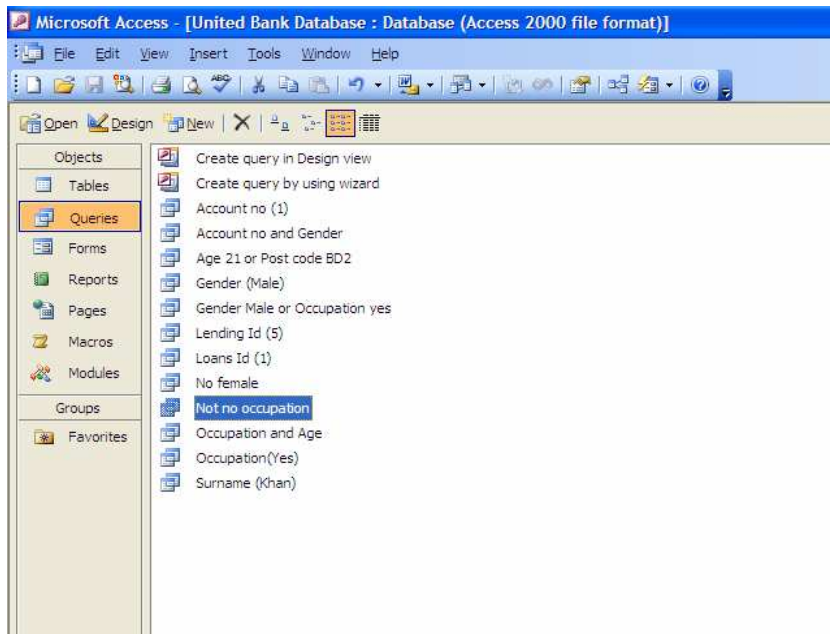 Microsoft Access - [United Bank Database : Database (Access 2000 file format)]
File Edit View Insert Tools Window Help
Open Design New
Objects
Tables
Queries
Forms
Reports
Pages
Macros
Modules
Groups
Favorites
Create query in Design view
Create query by using wizard
Account no (1)
Account no and Gender
Age 21 or Post code BD2
Gender (Male)
Gender Male or Occupation yes
Lending Id (5)
Loans Id (1)
No female
Not no occupation
Occupation and Age
Occupation(Yes)
Surname (Khan)